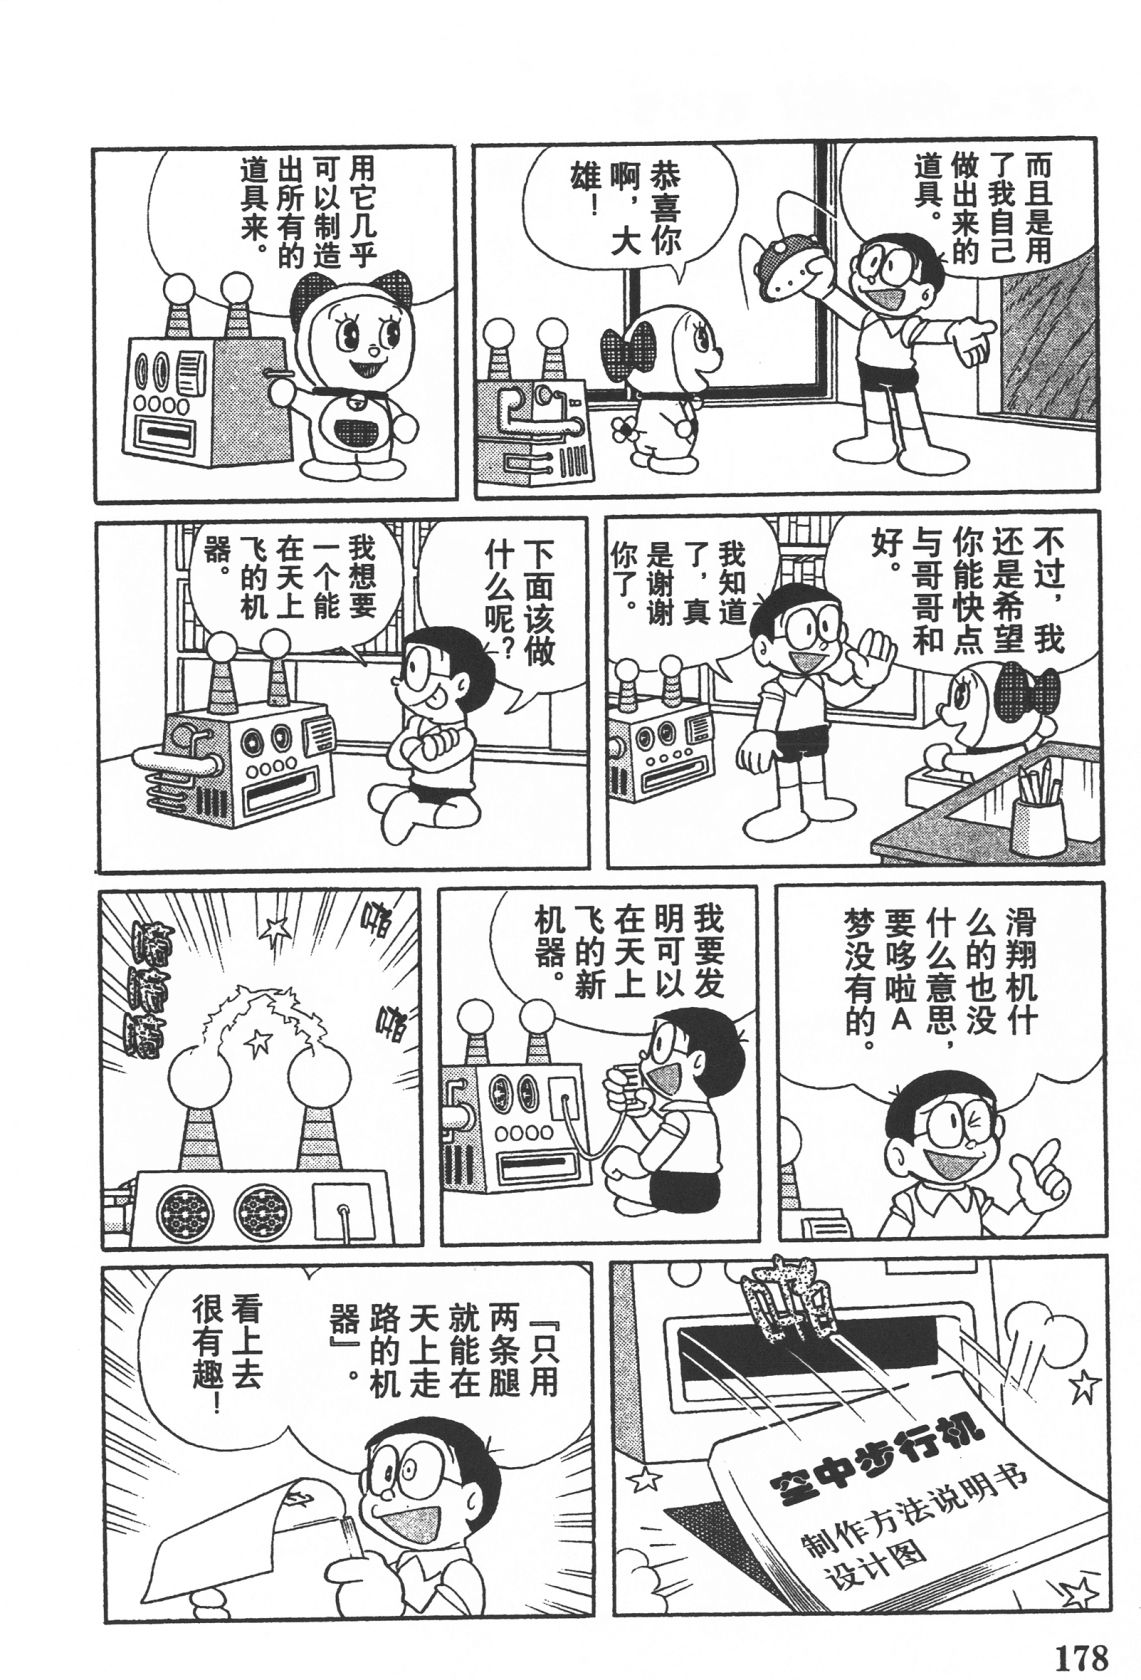 而且是用
了我自己
做出来的
道具。
恭喜你
啊，大
雄！
用它几乎
可以制造
出所有的
道具来。
不过，我
还是希望
你能快点
与哥哥和
好。
我知道
了，真
是谢谢
你了。
下面该做
什么呢？
我想要
一个能
在天上
飞的机
器。
滑翔机什
么的也没
什么意思，
要哆啦A
梦没有的。
我要发
明可以
在天上
飞的新
机器。
空中步行机
制作方法说明书
设计图
『只用
两条腿
就能在
天上走
路的机
器』。
看上去
很有趣！
178